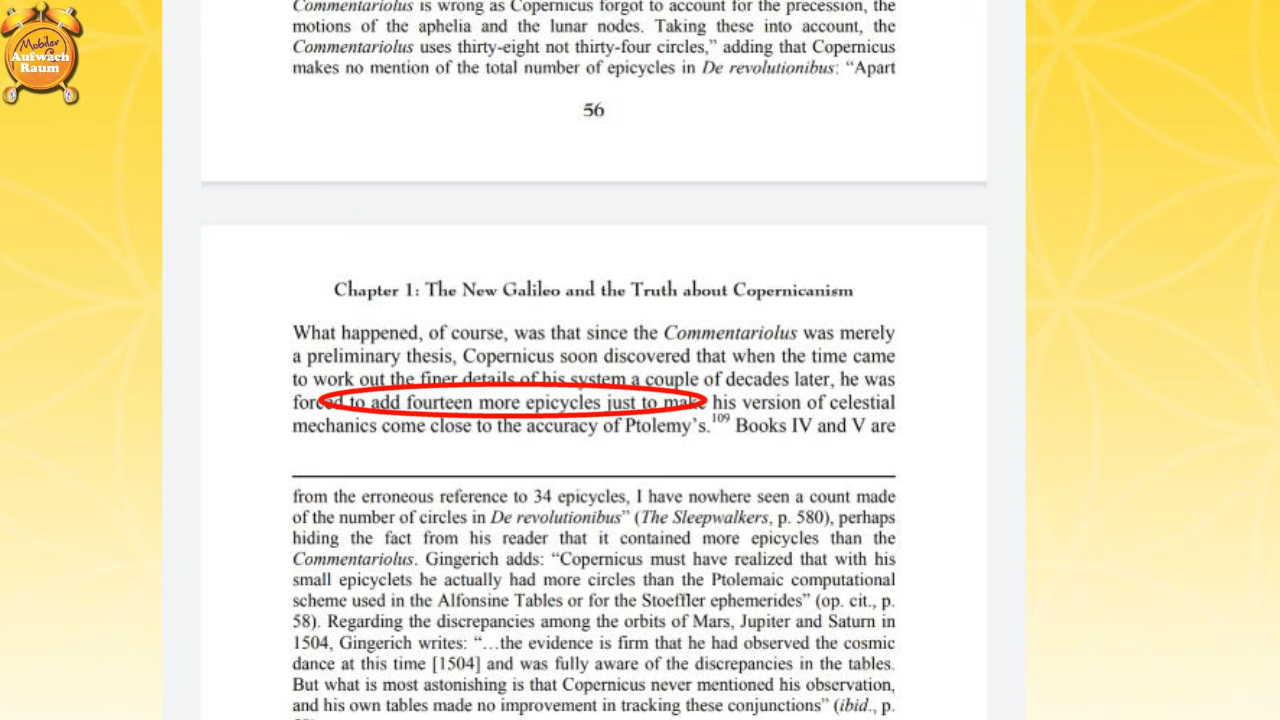 Mobiler
Aufwach
Raum
Commentariolus is wrong as Copernicus forgot to account for the precession, the
motions of the aphelia and the lunar nodes. Taking these into account, the
Commentariolus uses thirty-eight not thirty-four circles,” adding that Copernicus
makes no mention of the total number of epicycles in De revolutionibus: “Apart
56
Chapter 1: The New Galileo and the Truth about Copernicanism
What happened, of course, was that since the Commentariolus was merely
a preliminary thesis, Copernicus soon discovered that when the time came
to work out the finer details of his system a couple of decades later, he was
forced to add fourteen more epicycles just to make his version of celestial
mechanics come close to the accuracy of Ptolemy’s.109 Books IV and V are
from the erroneous reference to 34 epicycles, I have nowhere seen a count made
of the number of circles in De revolutionibus” (The Sleepwalkers, p. 580), perhaps
hiding the fact from his reader that it contained more epicycles than the
Commentariolus. Gingerich adds: “Copernicus must have realized that with his
small epicyclets he actually had more circles than the Ptolemaic computational
scheme used in the Alfonsine Tables or for the Stoeffler ephemerides” (op. cit., p.
58). Regarding the discrepancies among the orbits of Mars, Jupiter and Saturn in
1504, Gingerich writes: “…the evidence is firm that he had observed the cosmic
dance at this time [1504] and was fully aware of the discrepancies in the tables.
But what is most astonishing is that Copernicus never mentioned his observation,
and his own tables made no improvement in tracking these conjunctions” (ibid., p.